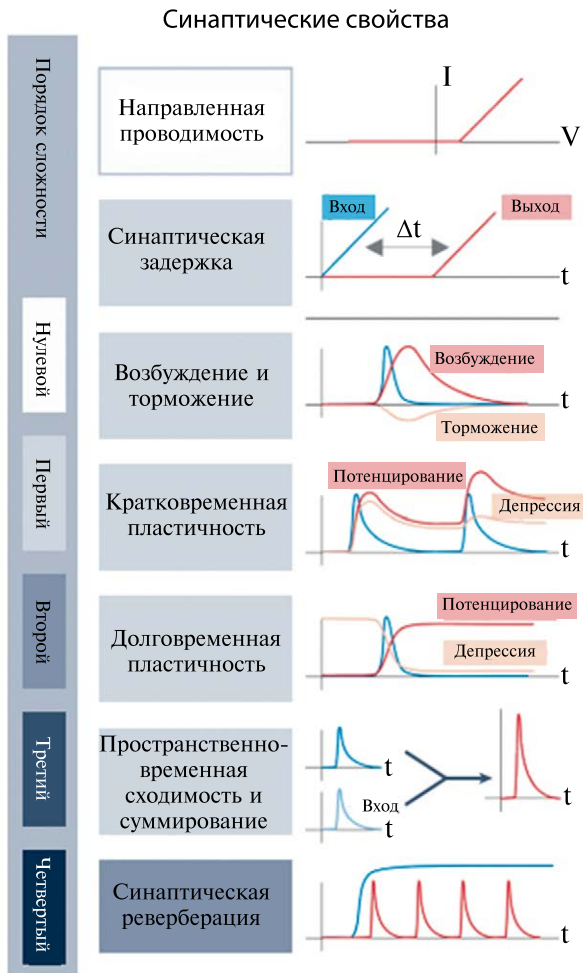 Синаптические свойства
Порядок сложности
Нулевой
Первый
Второй
Третий
Четвертый
Направленная
проводимость
I
V
Синаптическая
задержка
Вход
Δt
Выход
t
Возбуждение и
торможение
Возбуждение
Торможение
t
Кратковременная
пластичность
Потенцирование
Депрессия
t
Долговременная
пластичность
Потенцирование
Депрессия
t
Пространственно-
временная
сходимость и
суммирование
t
Вход
t
t
Синаптическая
реверберация
t